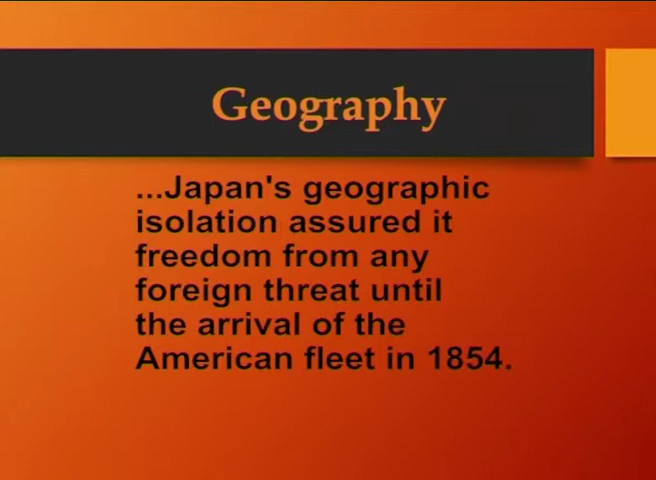 Geography
...Japan's geographic
isolation assured it
freedom from any
foreign threat until
the arrival of the
American fleet in 1854.